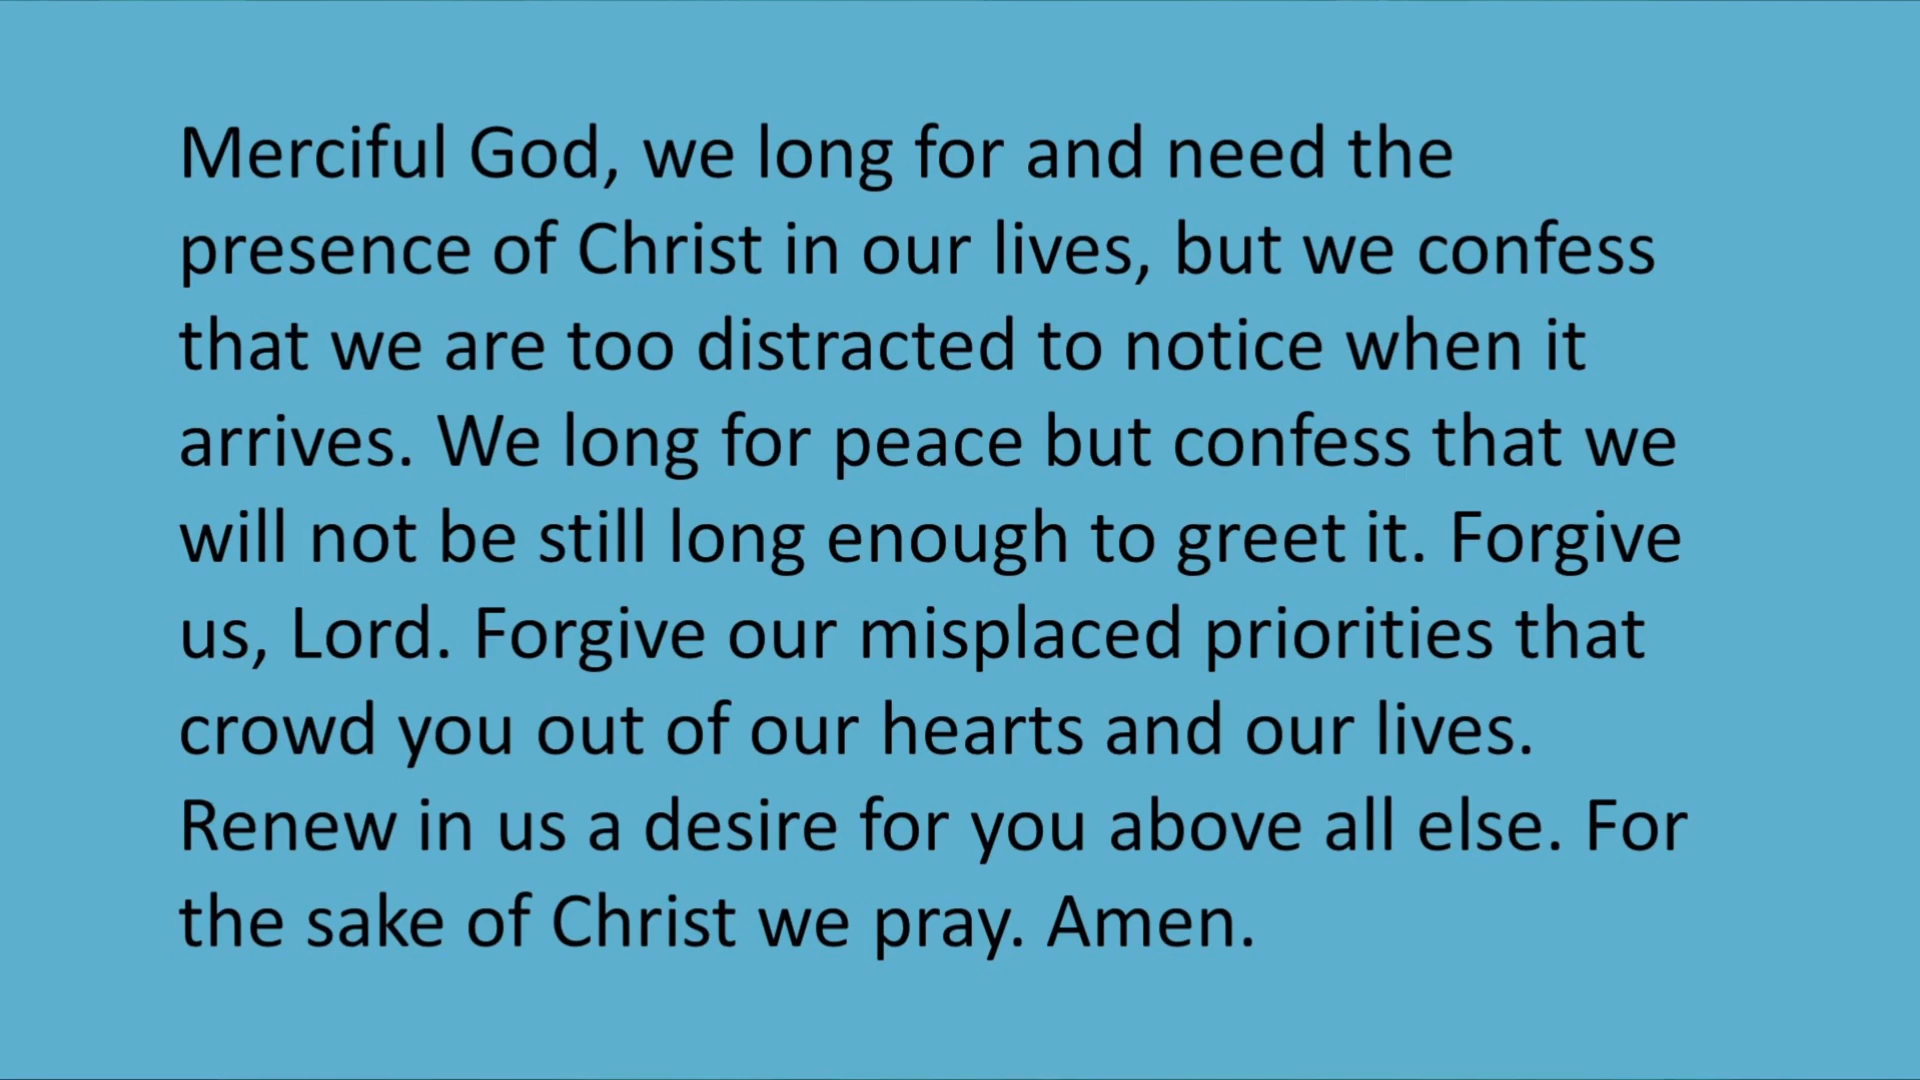 Merciful God, we long for and need the
presence of Christ in our lives, but we confess
that we are too distracted to notice when it
arrives. We long for peace but confess that we
will not be still long enough to greet it. Forgive
us, Lord. Forgive our misplaced priorities that
crowd you out of our hearts and our lives.
Renew in us a desire for you above all else. For
the sake of Christ we pray. Amen.